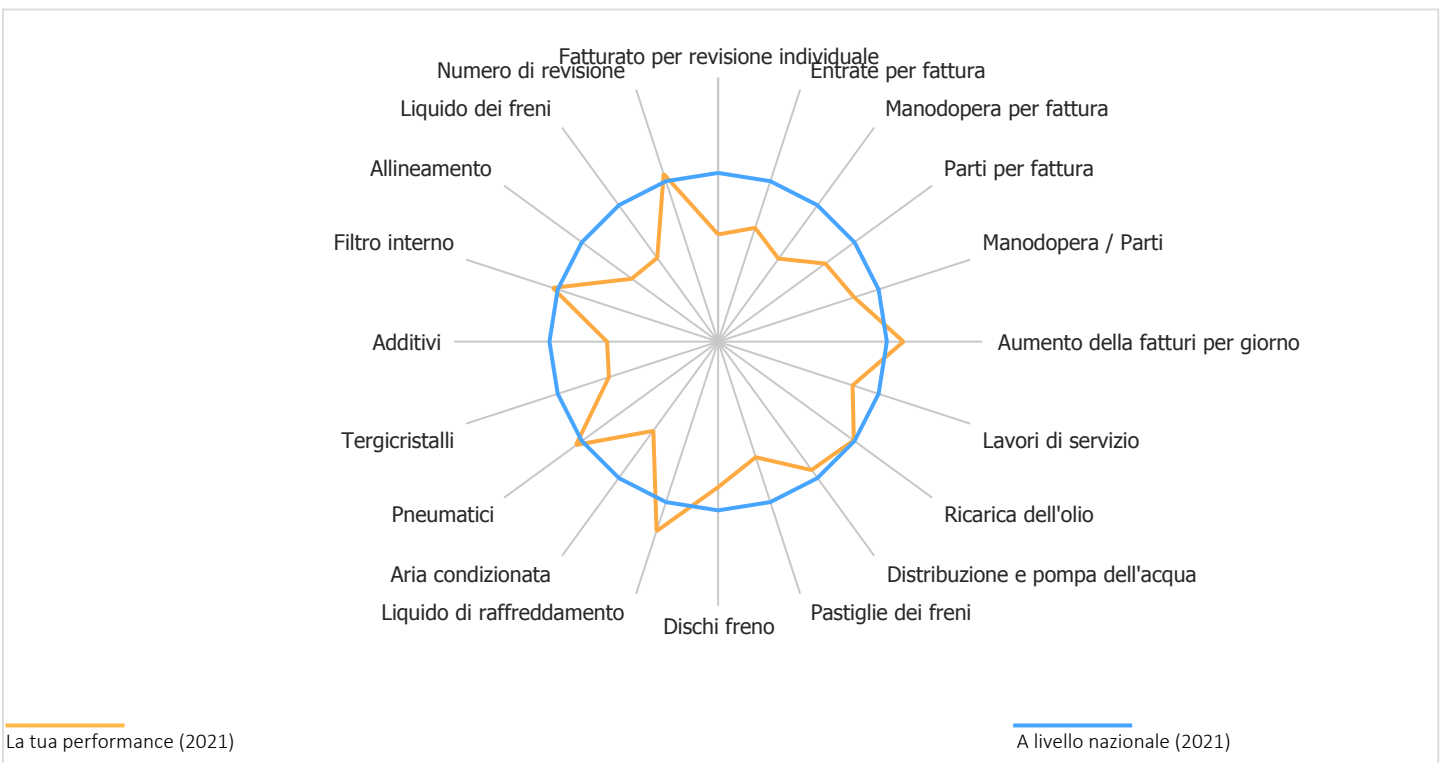 Fatturato per revisione individuale
Numero di revisione
Entrate per fattura
Liquido dei freni
Manodopera per fattura
Allineamento
Parti per fattura
Filtro interno
Manodopera / Parti
Additivi
Aumento della fatturi per giorno
Tergicristalli
Lavori di servizio
Pneumatici
Ricarica dell'olio
Aria condizionata
Distribuzione e pompa dell'acqua
Liquido di raffreddamento
Pastiglie dei freni
Dischi freno
La tua performance (2021)
A livello nazionale (2021)